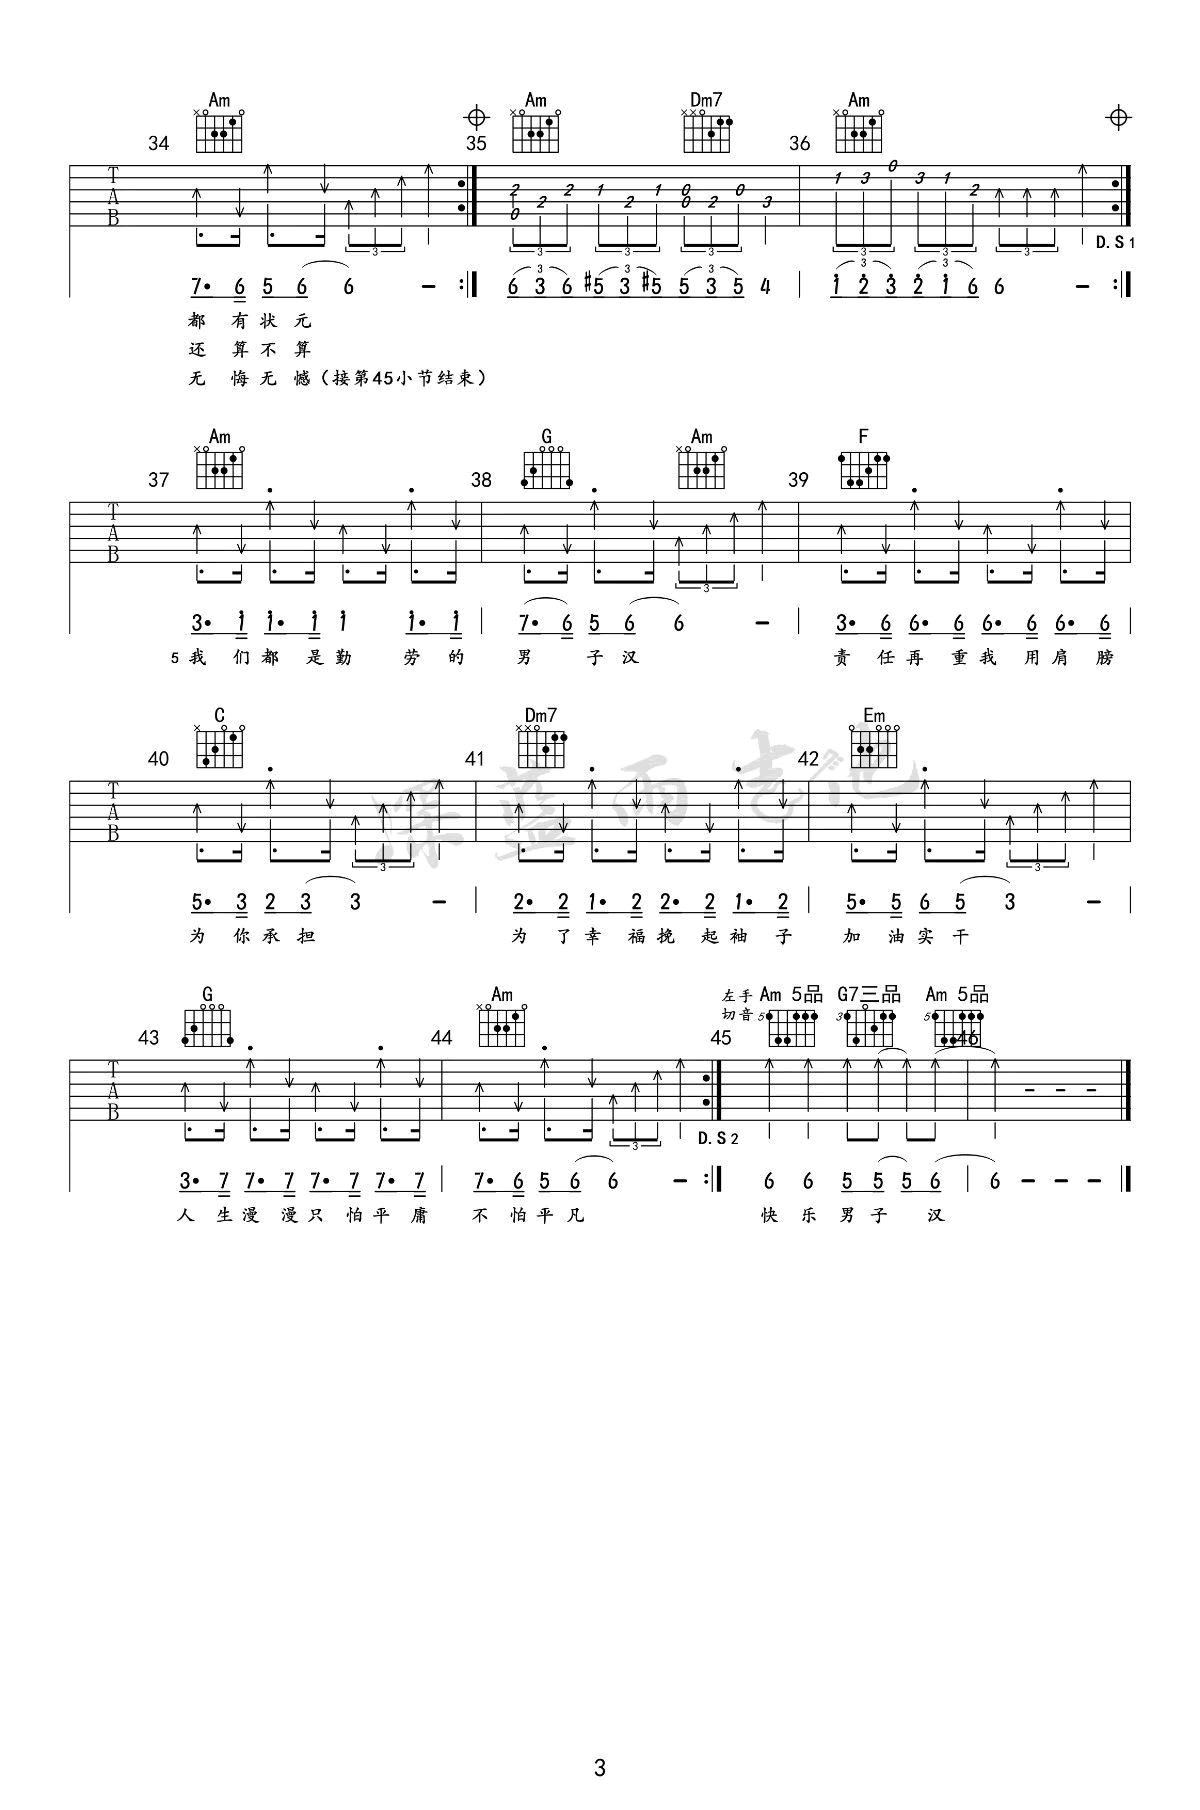 Am Am Dm7 Am
34 35 36
T A B 2 0 2 2 1 2 1 0 0 2 0 3 1 3 0 3 1 2
3 3 3 3 3 3
D.S 1
7· 6 5 6 6 - :| 6 3 6 #5 3 #5 5 3 5 4 | 1 2 3 2 1 6 6 - :|
都有状元
还算不算
无悔无憾(接第45小节结束)
Am G Am F
37 38 39
T A B
3
3· 1 1· 1 1 1· 1 | 7· 6 5 6 6 - | 3· 6 6· 6 6· 6 6· 6
5 我们都是勤劳的男子汉 责任再重我用肩膀
C Dm7 Em
40 41 42
T A B
3 3
5· 3 2 3 3 - | 2· 2 1· 2 2· 2 1· 2 | 5· 5 6 5 3 - |
为你承担 为了幸福挽起袖子 加油实干
深蓝雨吉他
G Am 左手切音 Am 5品 G7三品 Am 5品
5 3 5
43 44 45 46
T A B - - -
3
D.S 2
3· 7 7· 7 7· 7 7· 7 | 7· 6 5 6 6 - :| 6 6 5 5 5 6 | 6 - - -
人生漫漫只怕平庸 不怕平凡 快乐男子汉
3